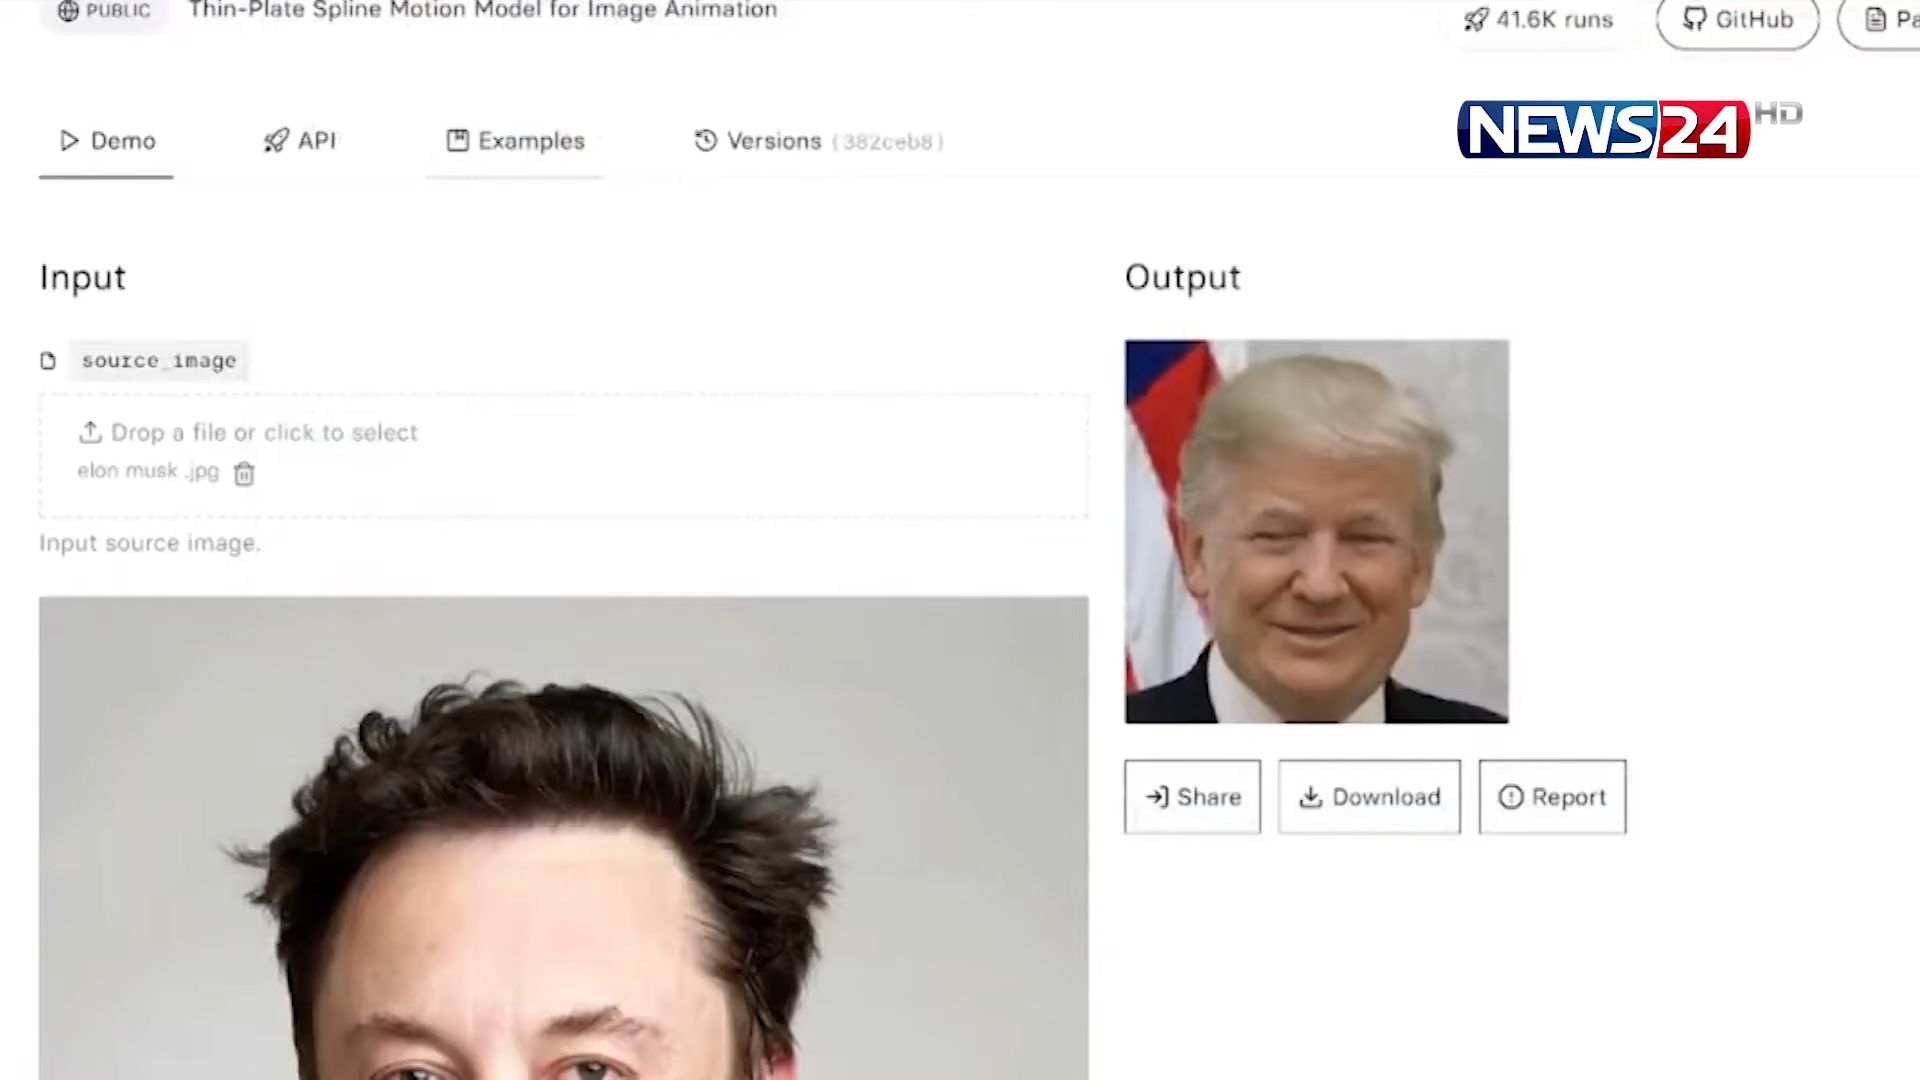 PUBLIC
Thin-Plate Spline Motion Model for Image Animation
41.6K runs
GitHub
NEWS24 HD
Demo
API
Examples
Versions (382ceb8)
Input
Output
source_image
Drop a file or click to select
elon musk .jpg
Input source image.
Share
Download
Report